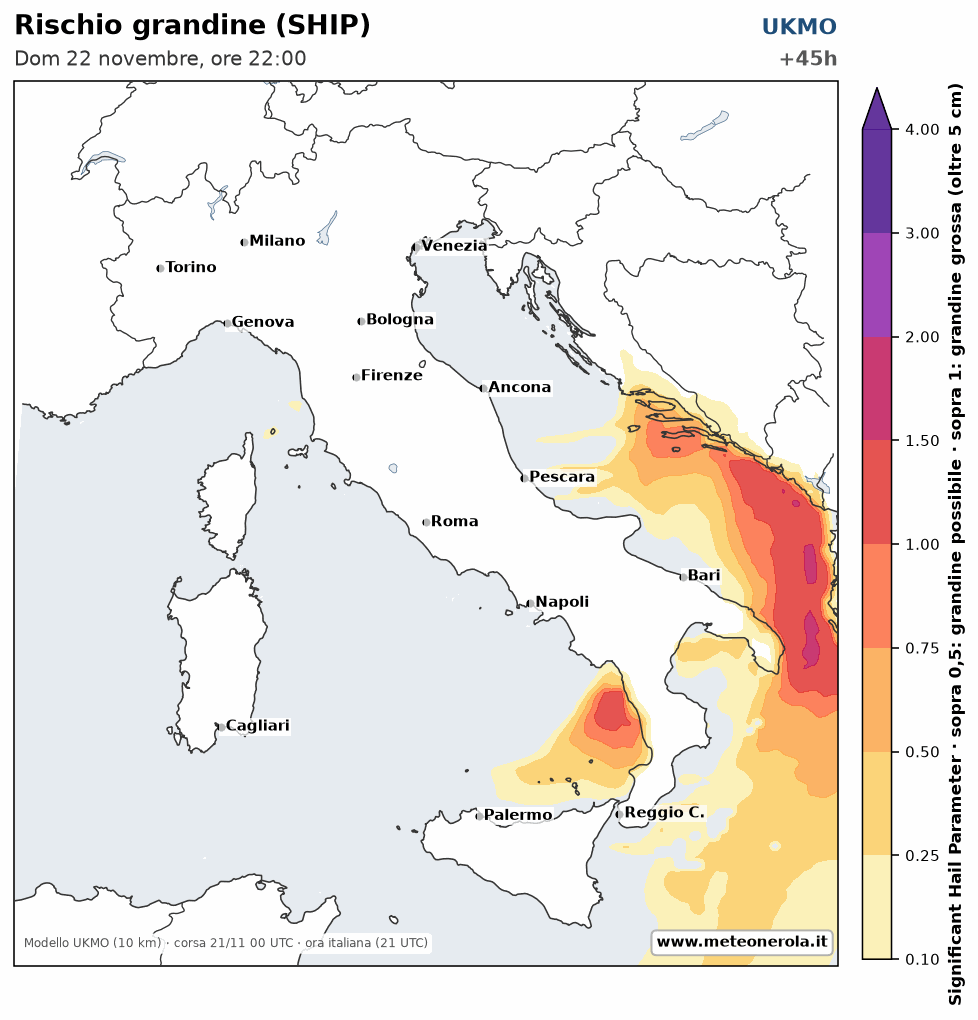 Rischio grandine (SHIP)
UKMO
Dom 22 novembre, ore 22:00
+45h
Milano
Venezia
Torino
Genova
Bologna
Firenze
Ancona
Pescara
Roma
Bari
Napoli
Cagliari
Palermo
Reggio C.
Modello UKMO (10 km) · corsa 21/11 00 UTC · ora italiana (21 UTC)
www.meteonerola.it
4.00
3.00
2.00
1.50
1.00
0.75
0.50
0.25
0.10
Significant Hail Parameter · sopra 0,5: grandine possibile · sopra 1: grandine grossa (oltre 5 cm)